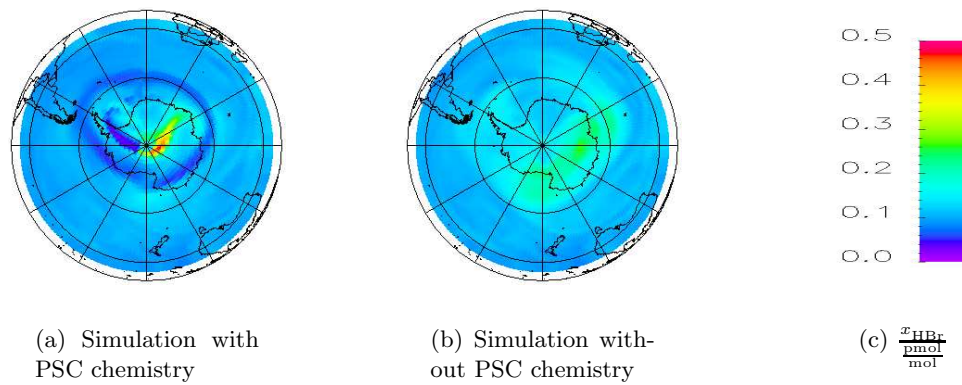 0.5
0.4
0.3
0.2
0.1
0.0
(a) Simulation with
PSC chemistry
(b) Simulation with-
out PSC chemistry
(c) x_HBr
pmol
mol